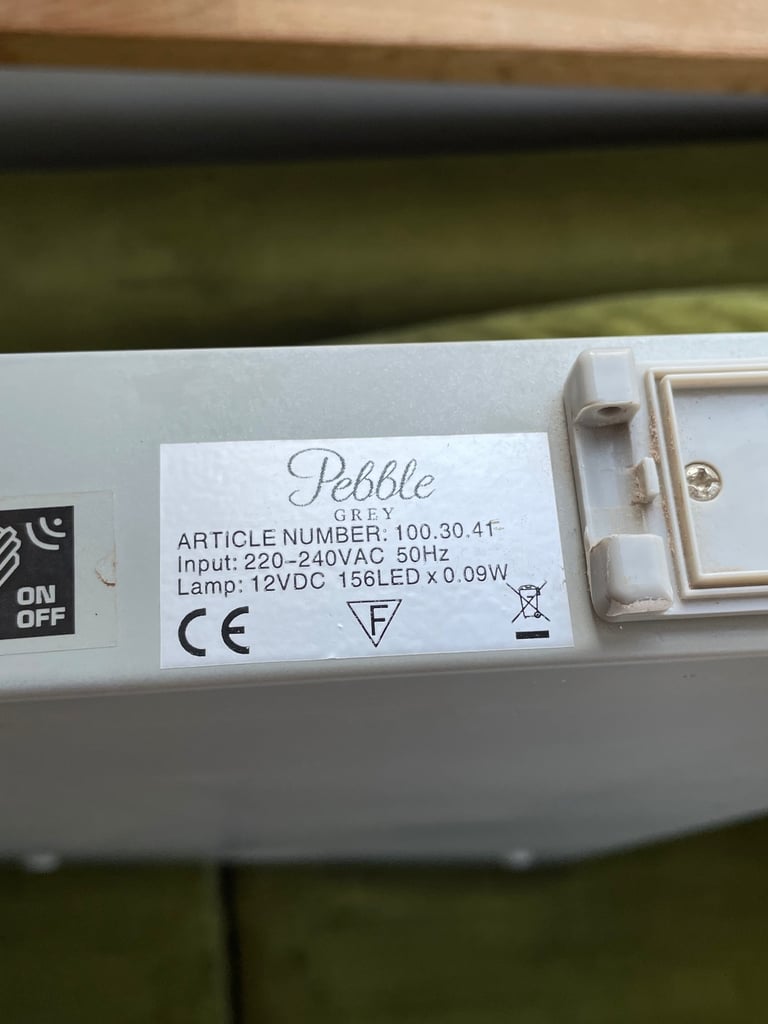 Pebble
GREY
ARTICLE NUMBER: 100.30.41
Input: 220-240VAC 50Hz
Lamp: 12VDC 156LED x 0.09W
CE
F
ON
OFF